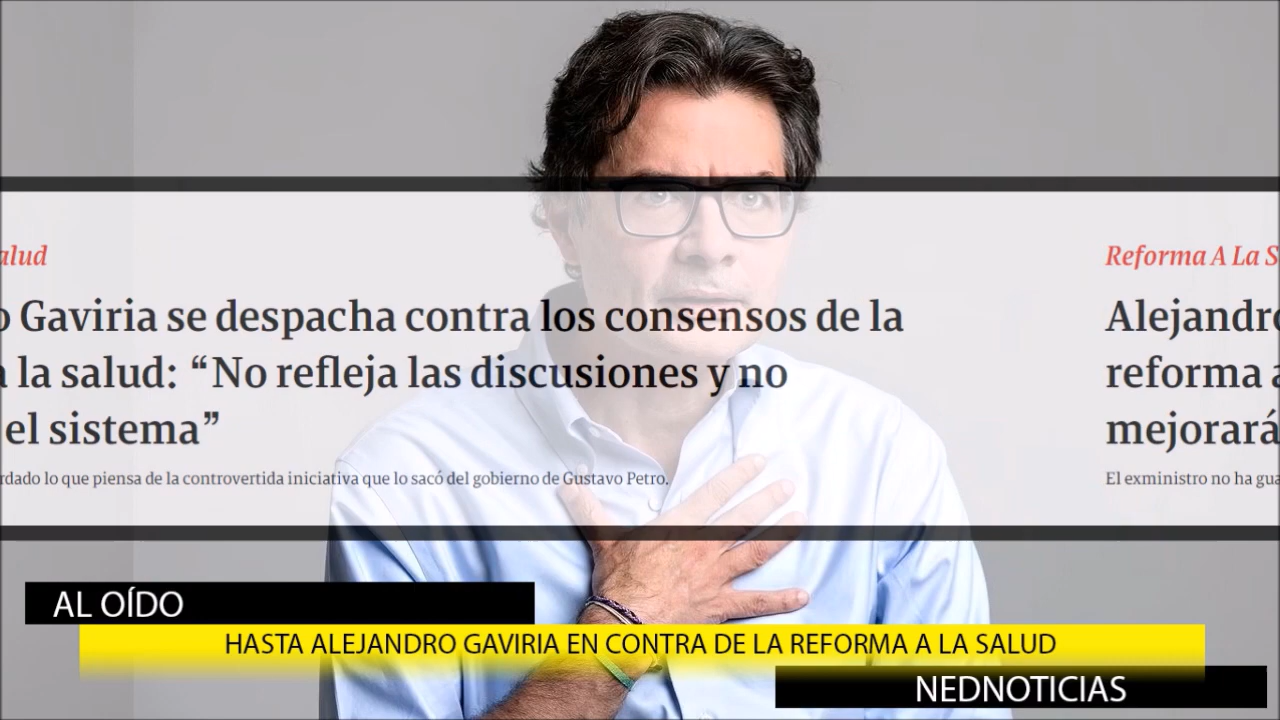 alud
o Gaviria se despacha contra los consensos de la
a la salud: “No refleja las discusiones y no
el sistema”
rdado lo que piensa de la controvertida iniciativa que lo sacó del gobierno de Gustavo Petro.
Reforma A La S
Alejandro
reforma a
mejorará
El exministro no ha gua
AL OÍDO
HASTA ALEJANDRO GAVIRIA EN CONTRA DE LA REFORMA A LA SALUD
NEDNOTICIAS